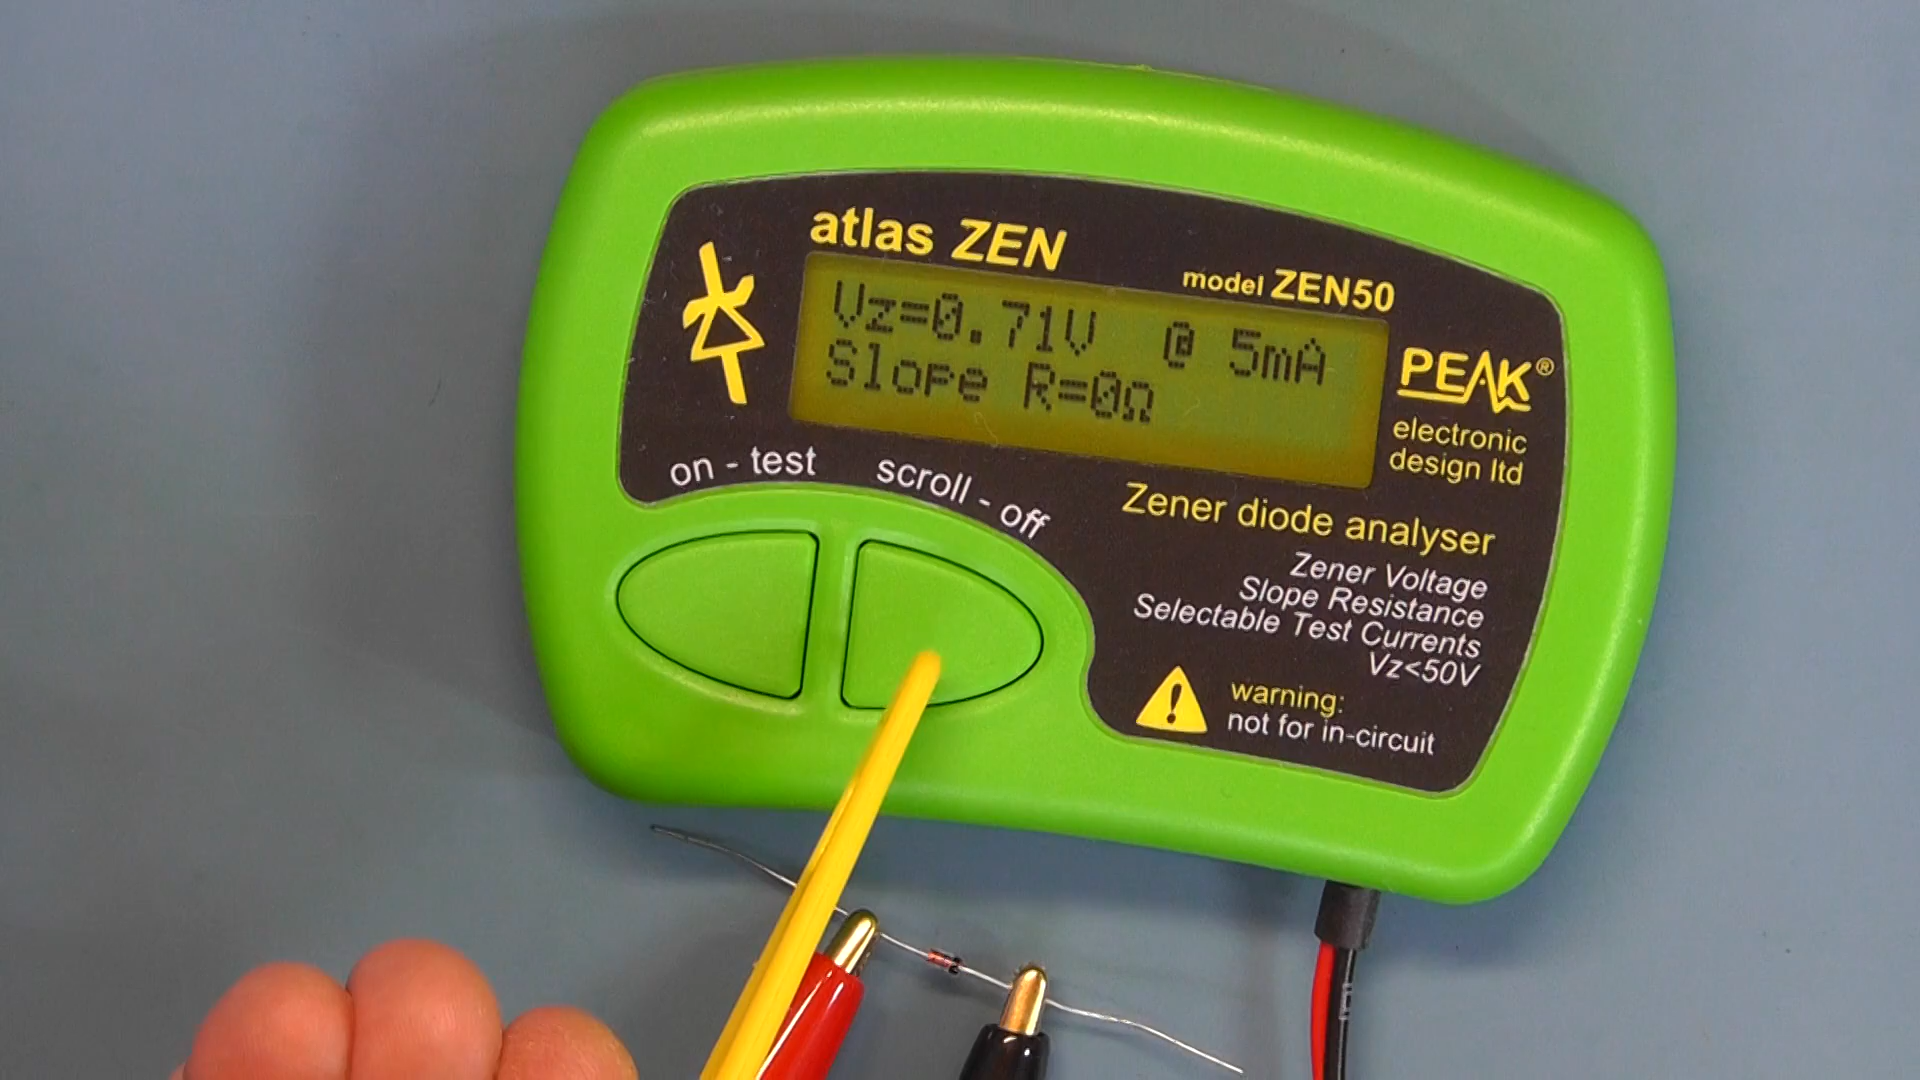 atlas ZEN
model ZEN50
Vz=0.71V @ 5mA
Slope R=0Ω
PEAK®
electronic
design ltd
on - test
scroll - off
Zener diode analyser
Zener Voltage
Slope Resistance
Selectable Test Currents
Vz<50V
warning:
not for in-circuit